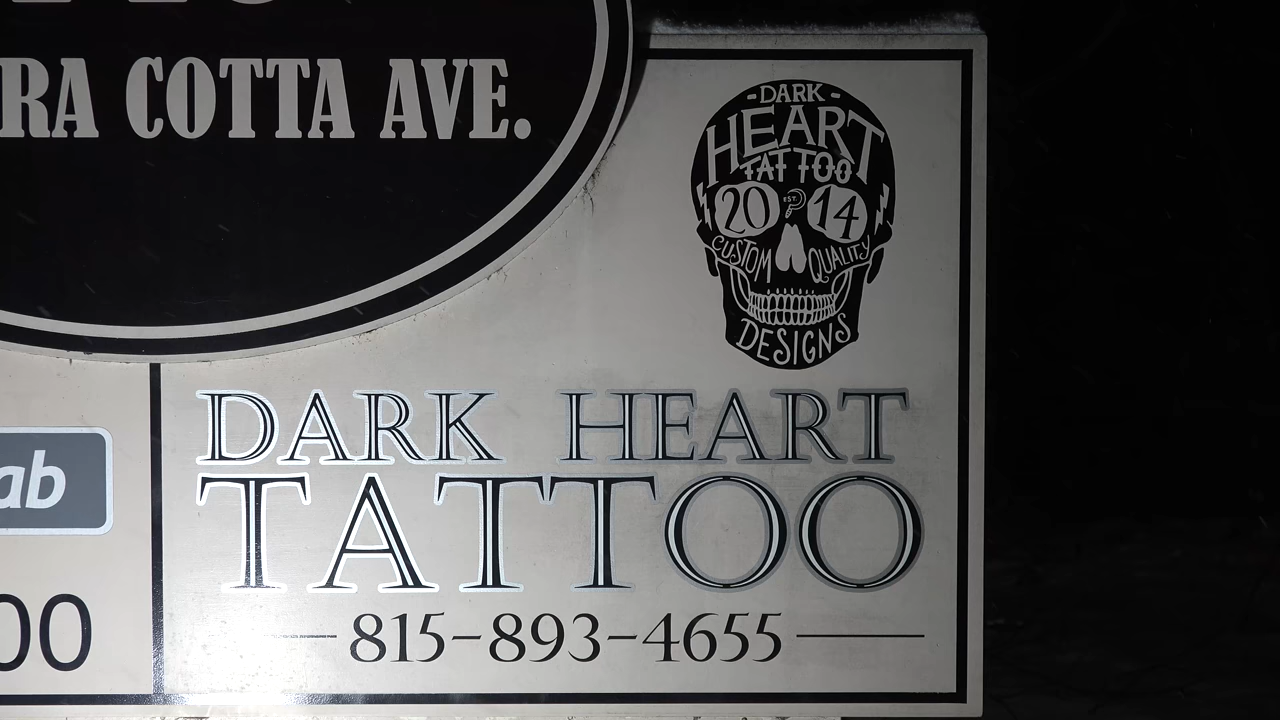 RA COTTA AVE.
-DARK-
HEART
TATTOO
20 EST. 14
CUSTOM QUALITY
DESIGNS
DARK HEART
TATTOO
815-893-4655
ab
00